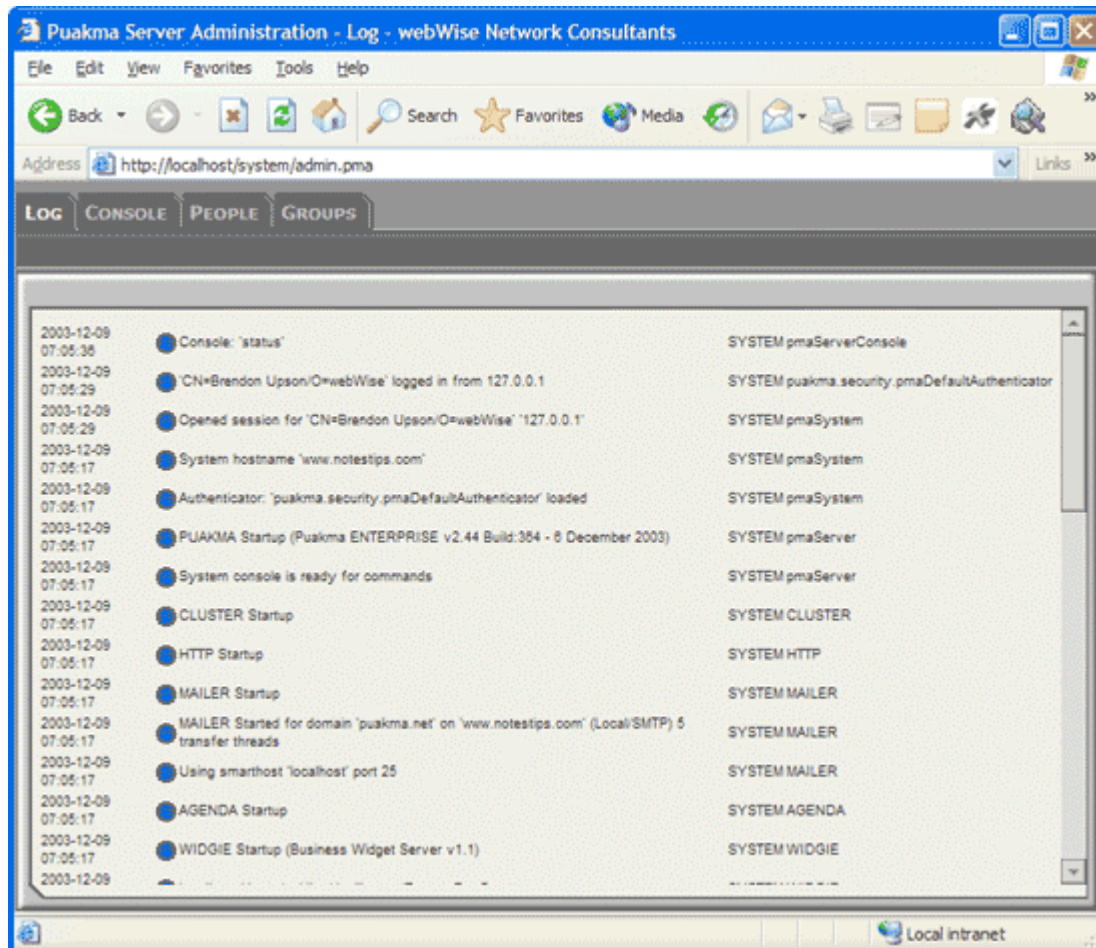 Puakma Server Administration - Log - webWise Network Consultants
File Edit View Favorites Tools Help
Back Search Favorites Media »
Address http://localhost/system/admin.pma Links »
LOG CONSOLE PEOPLE GROUPS
2003-12-09
07:05:36 Console: 'status' SYSTEM pmaServerConsole
2003-12-09
07:05:29 'CN=Brendon Upson/O=webWise' logged in from 127.0.0.1 SYSTEM puakma.security.pmaDefaultAuthenticator
2003-12-09
07:05:29 Opened session for 'CN=Brendon Upson/O=webWise' '127.0.0.1' SYSTEM pmaSystem
2003-12-09
07:05:17 System hostname 'www.notestips.com' SYSTEM pmaSystem
2003-12-09
07:05:17 Authenticator: 'puakma.security.pmaDefaultAuthenticator' loaded SYSTEM pmaSystem
2003-12-09
07:05:17 PUAKMA Startup (Puakma ENTERPRISE v2.44 Build:364 - 6 December 2003) SYSTEM pmaServer
2003-12-09
07:05:17 System console is ready for commands SYSTEM pmaServer
2003-12-09
07:05:17 CLUSTER Startup SYSTEM CLUSTER
2003-12-09
07:05:17 HTTP Startup SYSTEM HTTP
2003-12-09
07:05:17 MAILER Startup SYSTEM MAILER
2003-12-09 MAILER Started for domain 'puakma.net' on 'www.notestips.com' (Local/SMTP) 5
07:05:17 transfer threads SYSTEM MAILER
2003-12-09
07:05:17 Using smarthost 'localhost' port 25 SYSTEM MAILER
2003-12-09
07:05:17 AGENDA Startup SYSTEM AGENDA
2003-12-09
07:05:17 WIDGIE Startup (Business Widget Server v1.1) SYSTEM WIDGIE
2003-12-09
Local intranet